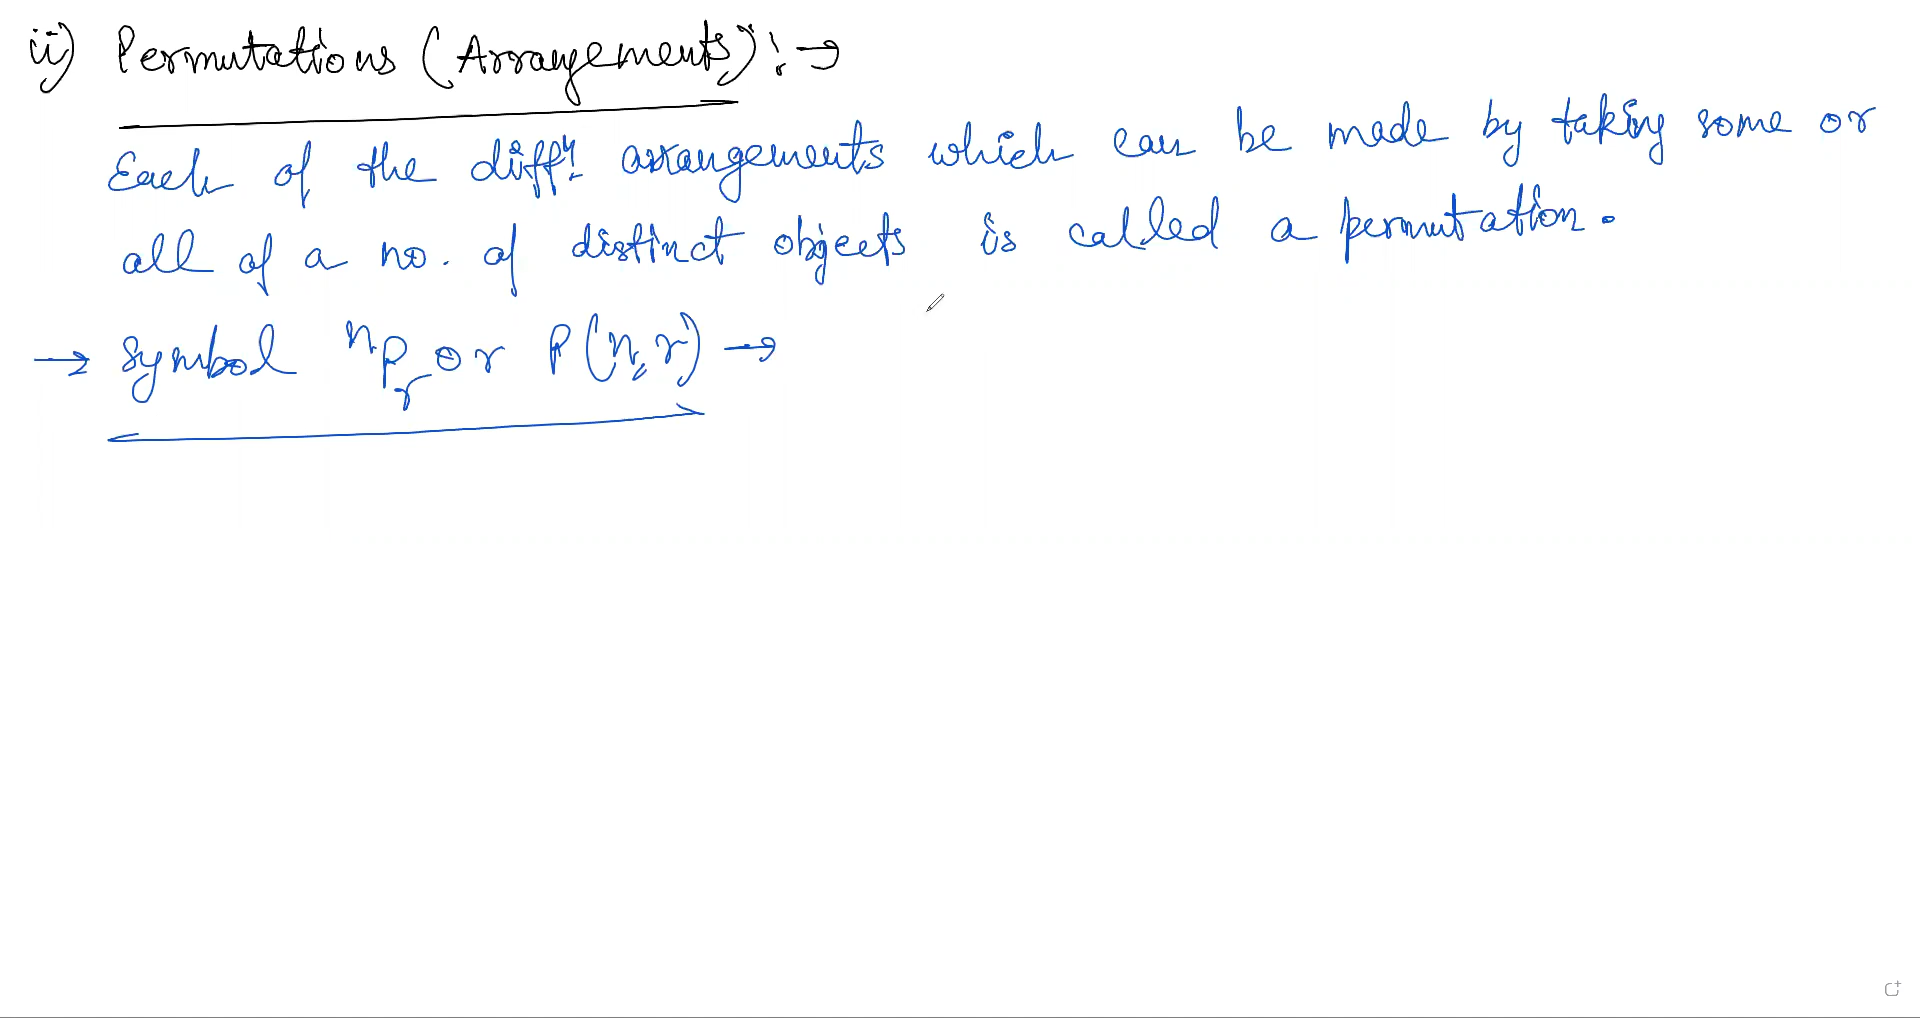 ii) Permutations (Arrangements):→
Each of the diff^n. arrangements which can be made by taking some or
all of a no. of distinct objects is called a permutation.
→ symbol ⁿPᵣ or P(n,r) →